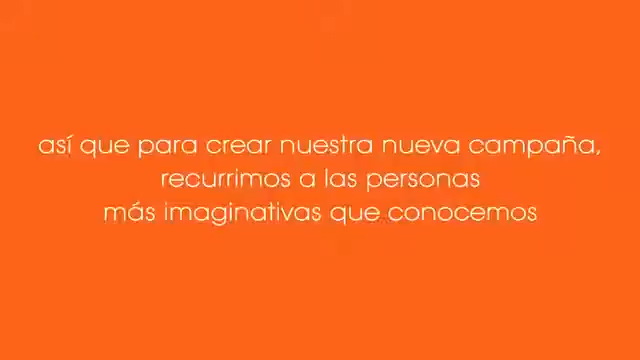 así que para crear nuestra nueva campaña,
recurrimos a las personas
más imaginativas que conocemos